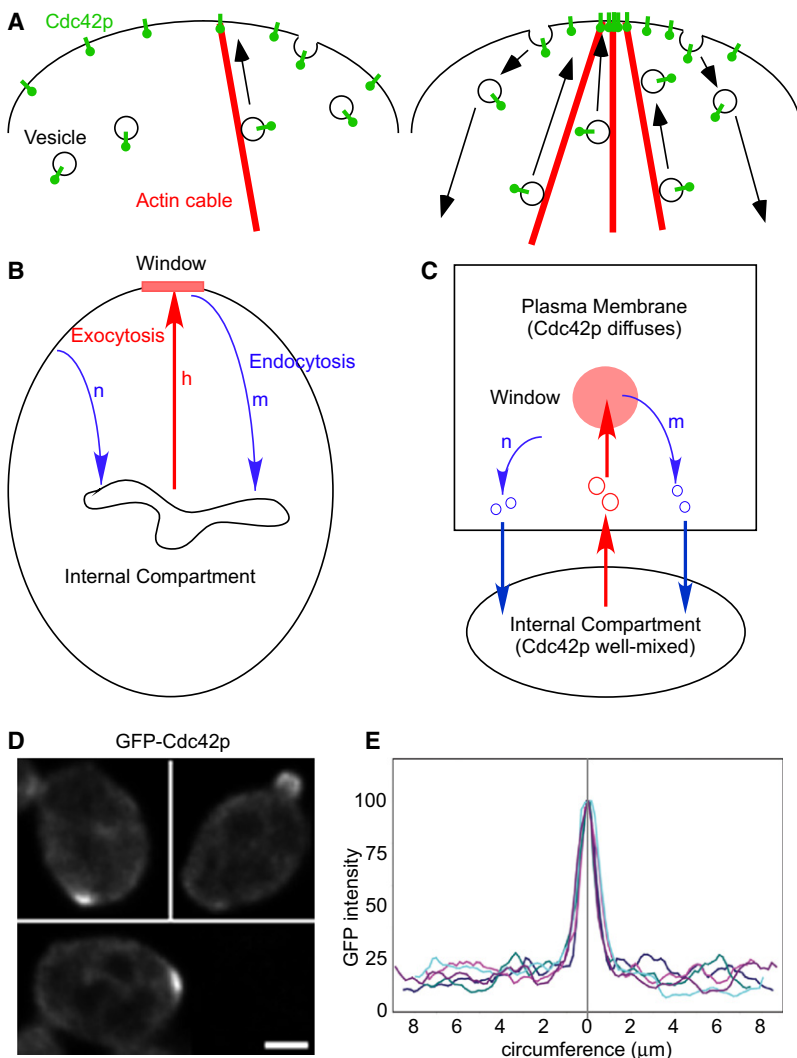 A
Cdc42p
Vesicle
Actin cable
B
Window
Exocytosis
Endocytosis
n
h
m
Internal Compartment
C
Plasma Membrane
(Cdc42p diffuses)
Window
n
m
Internal Compartment
(Cdc42p well-mixed)
D
GFP-Cdc42p
E
GFP intensity
100
75
50
25
0
8 6 4 2 0 2 4 6 8
circumference (μm)